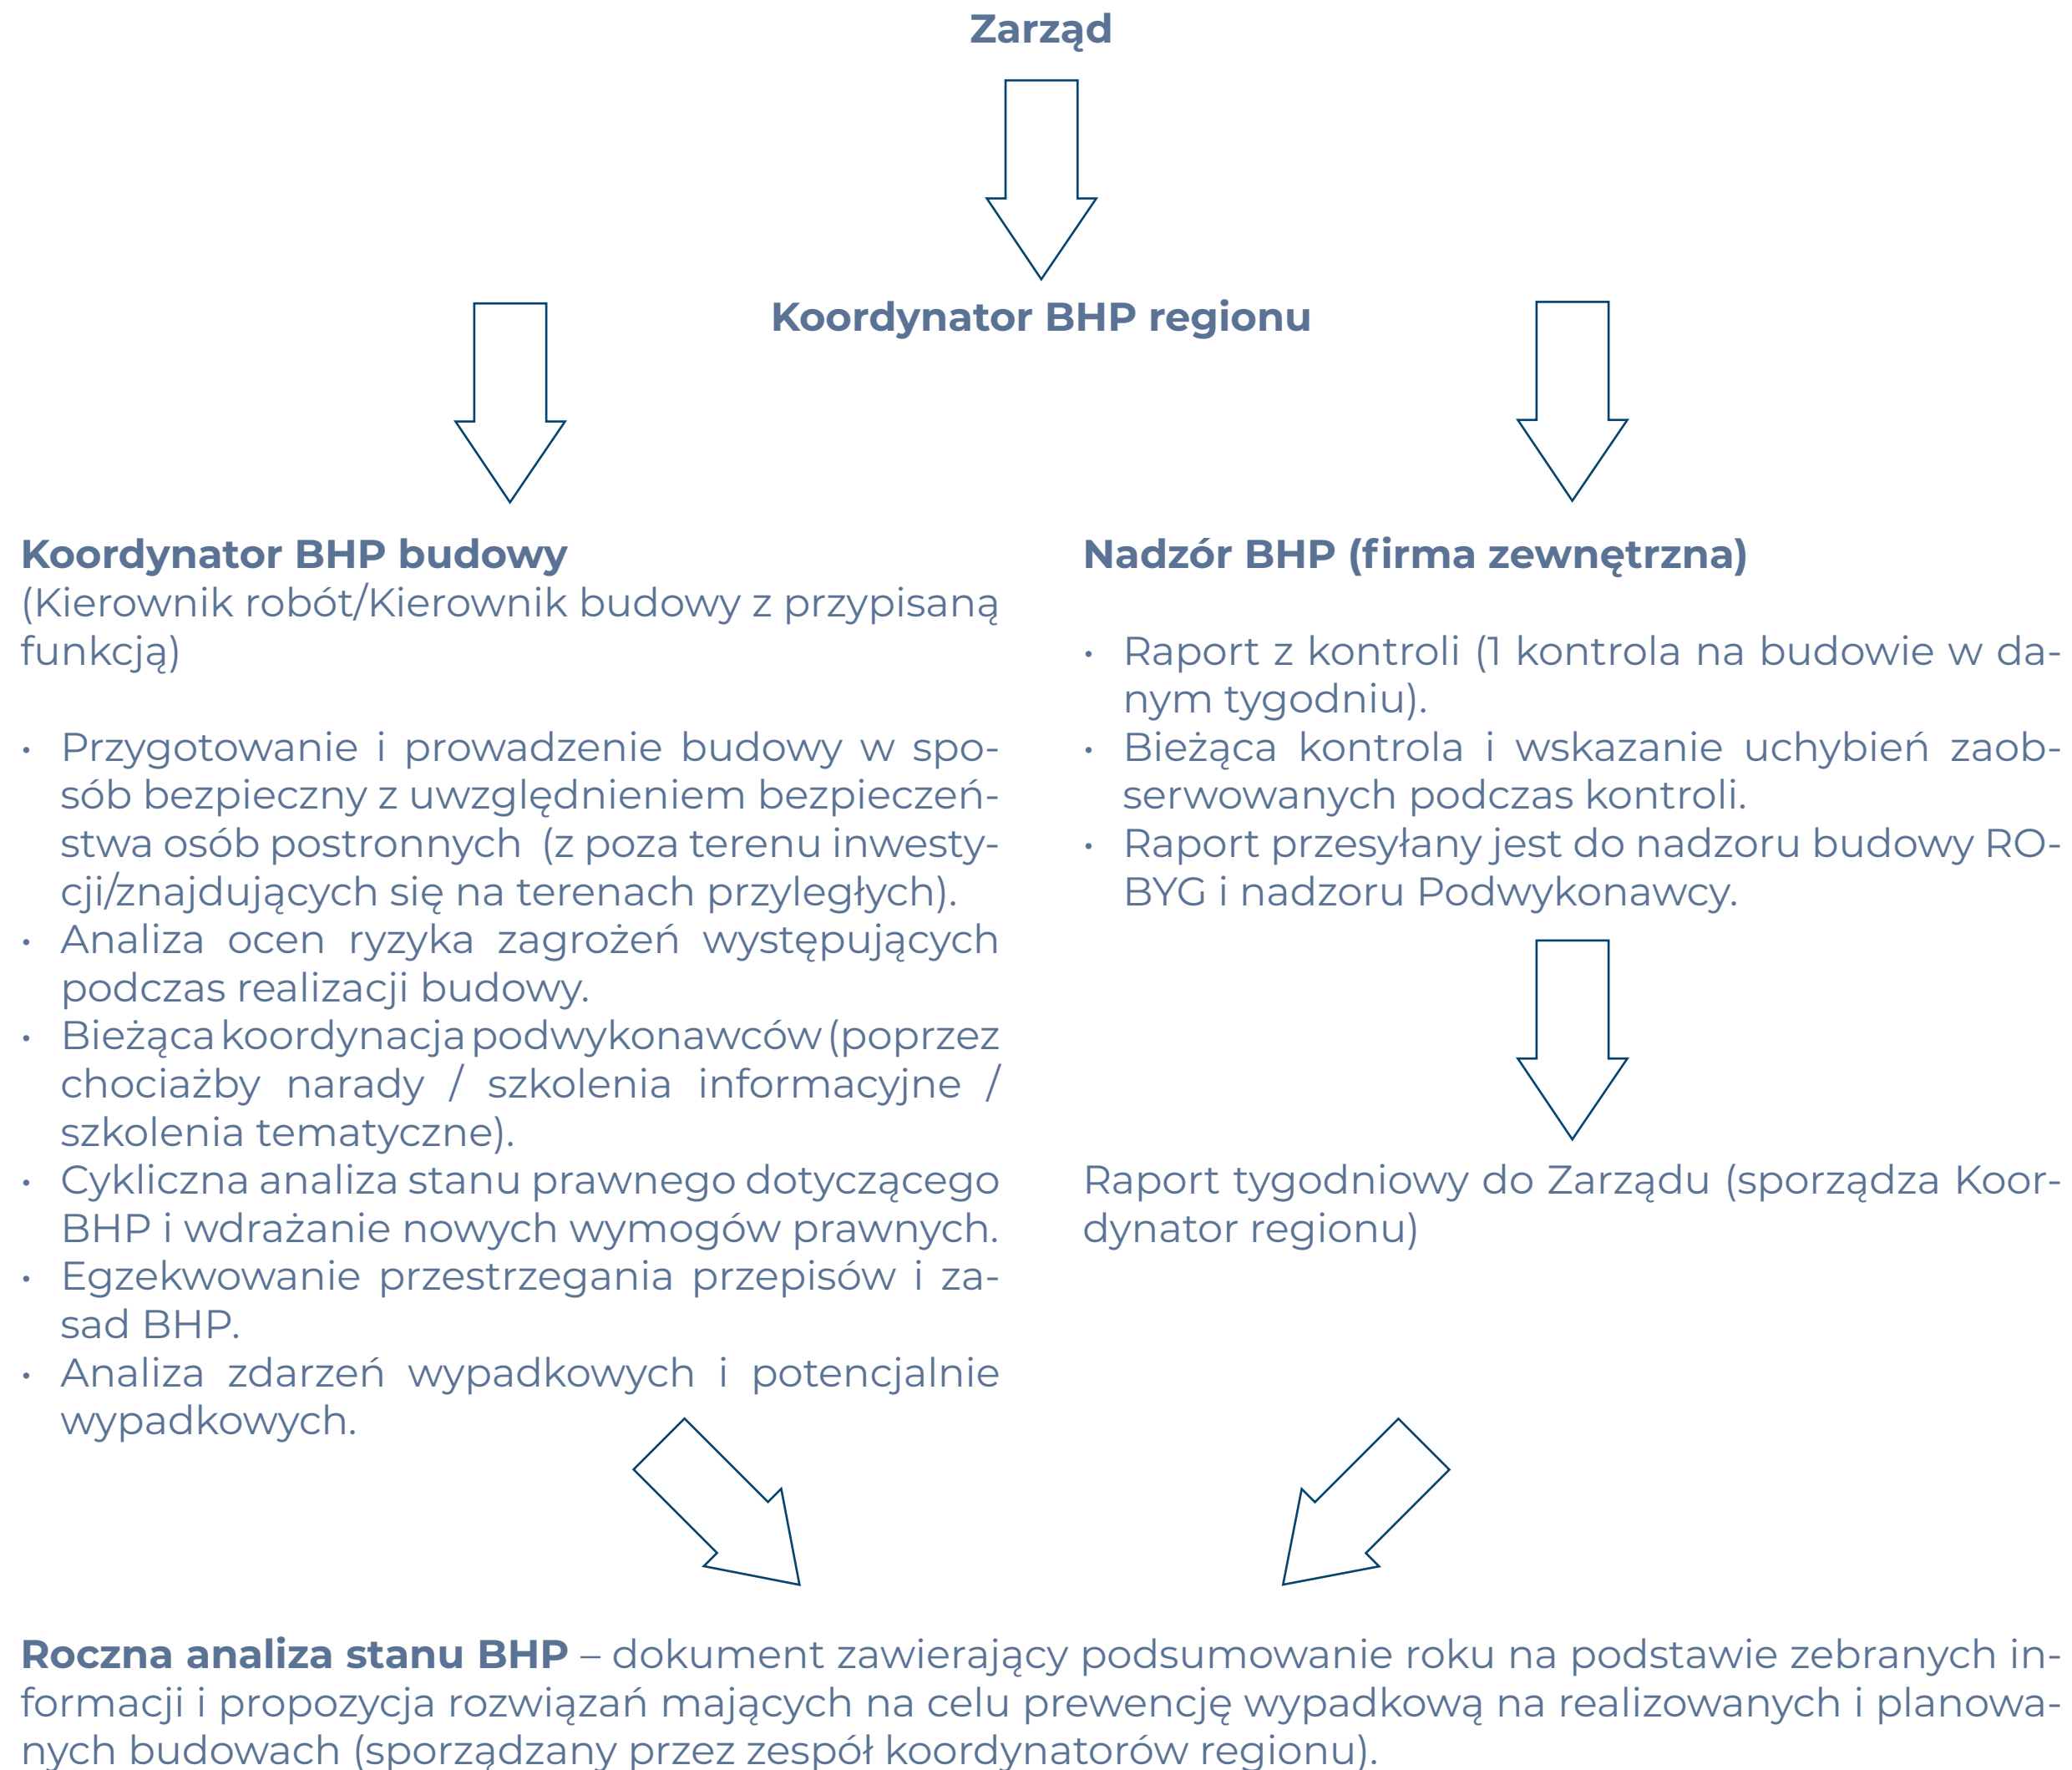 Zarząd
Koordynator BHP regionu
Koordynator BHP budowy
(Kierownik robót/Kierownik budowy z przypisaną
funkcją)
• Przygotowanie i prowadzenie budowy w spo-
sób bezpieczny z uwzględnieniem bezpieczeń-
stwa osób postronnych (z poza terenu inwesty-
cji/znajdujących się na terenach przyległych).
• Analiza ocen ryzyka zagrożeń występujących
podczas realizacji budowy.
• Bieżąca koordynacja podwykonawców (poprzez
chociażby narady / szkolenia informacyjne /
szkolenia tematyczne).
• Cykliczna analiza stanu prawnego dotyczącego
BHP i wdrażanie nowych wymogów prawnych.
• Egzekwowanie przestrzegania przepisów i za-
sad BHP.
• Analiza zdarzeń wypadkowych i potencjalnie
wypadkowych.
Nadzór BHP (firma zewnętrzna)
• Raport z kontroli (1 kontrola na budowie w da-
nym tygodniu).
• Bieżąca kontrola i wskazanie uchybień zaob-
serwowanych podczas kontroli.
• Raport przesyłany jest do nadzoru budowy RO-
BYG i nadzoru Podwykonawcy.
Raport tygodniowy do Zarządu (sporządza Koor-
dynator regionu)
Roczna analiza stanu BHP – dokument zawierający podsumowanie roku na podstawie zebranych in-
formacji i propozycja rozwiązań mających na celu prewencję wypadkową na realizowanych i planowa-
nych budowach (sporządzany przez zespół koordynatorów regionu).